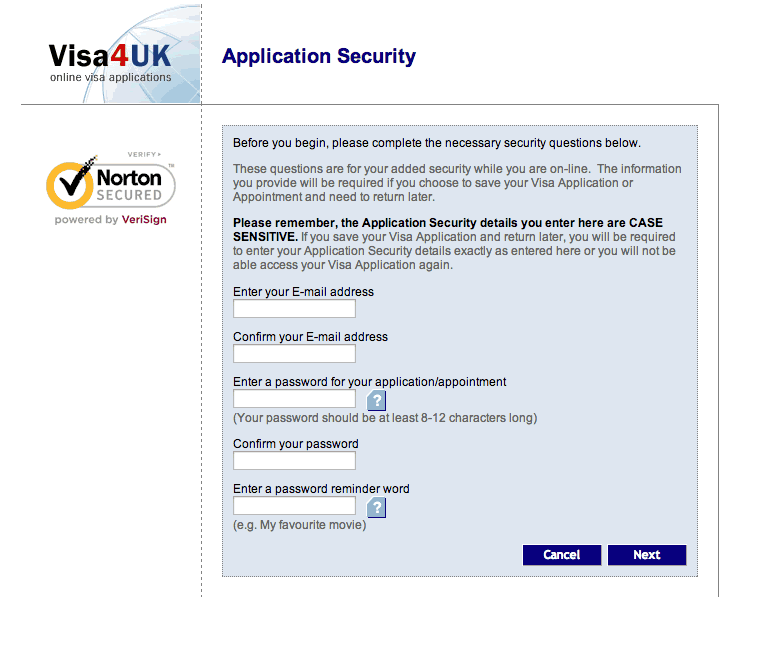 Visa4UK
online visa applications
Application Security
VERIFY▸
Norton™
SECURED
powered by VeriSign
Before you begin, please complete the necessary security questions below.
These questions are for your added security while you are on-line. The information
you provide will be required if you choose to save your Visa Application or
Appointment and need to return later.
Please remember, the Application Security details you enter here are CASE
SENSITIVE. If you save your Visa Application and return later, you will be required
to enter your Application Security details exactly as entered here or you will not be
able access your Visa Application again.
Enter your E-mail address
Confirm your E-mail address
Enter a password for your application/appointment
?
(Your password should be at least 8-12 characters long)
Confirm your password
Enter a password reminder word
?
(e.g. My favourite movie)
Cancel Next